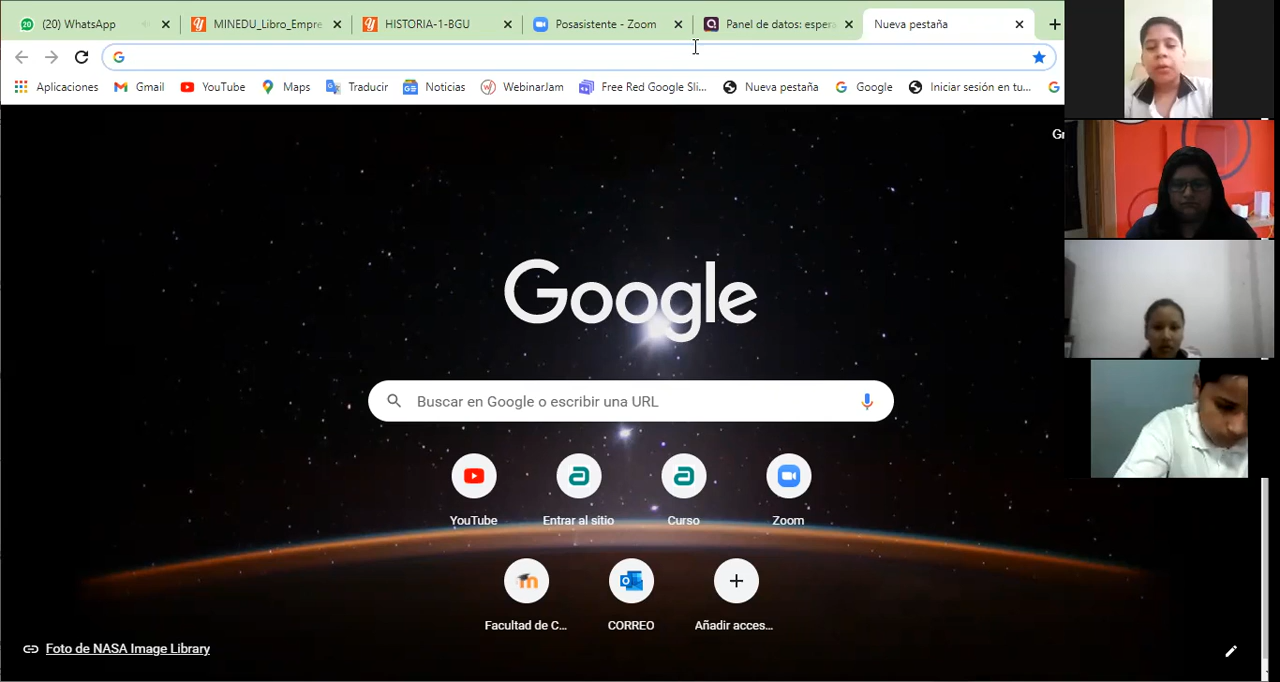 (20) WhatsApp
MINEDU_Libro_Empre
HISTORIA-1-BGU
Posasistente - Zoom
Panel de datos: espera
Nueva pestaña
Aplicaciones
Gmail
YouTube
Maps
Traducir
Noticias
WebinarJam
Free Red Google Sli...
Nueva pestaña
Google
Iniciar sesión en tu...
Gr
Google
Buscar en Google o escribir una URL
YouTube
Entrar al sitio
Curso
Zoom
Facultad de C...
CORREO
Añadir acces...
Foto de NASA Image Library